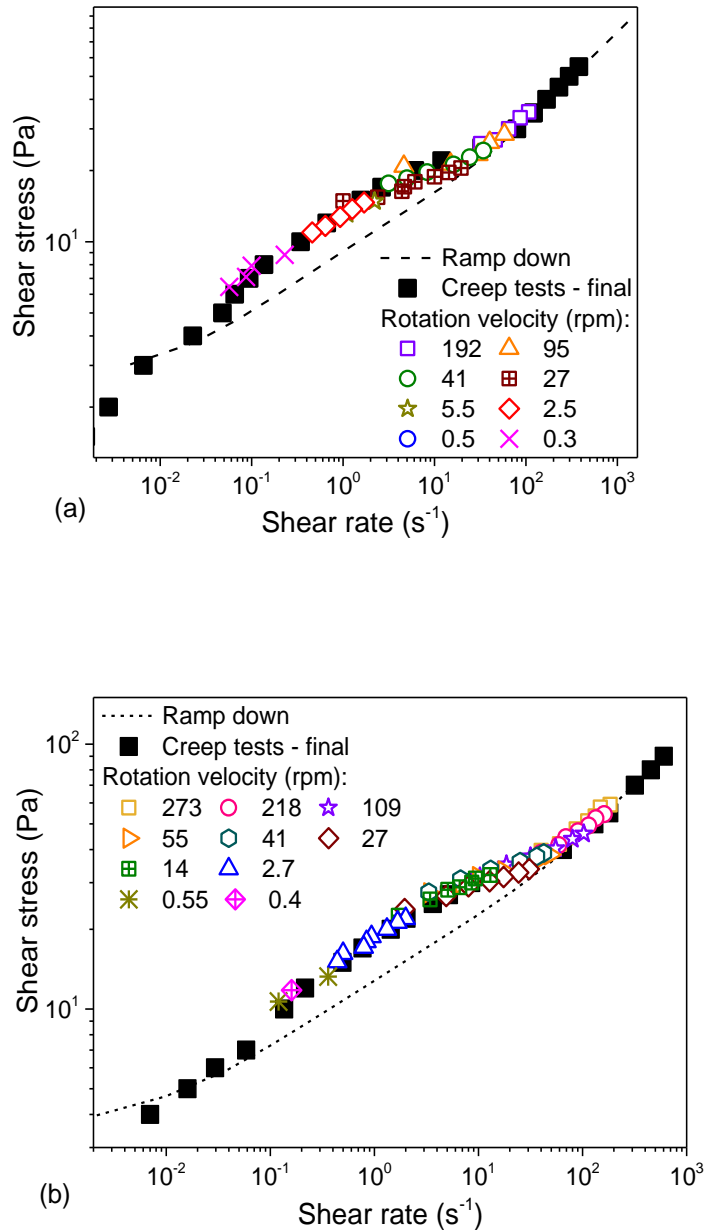 Shear stress (Pa)
10¹
Ramp down
Creep tests - final
Rotation velocity (rpm):
192 95
41 27
5.5 2.5
0.5 0.3
10⁻² 10⁻¹ 10⁰ 10¹ 10² 10³
(a)
Shear rate (s⁻¹)
Shear stress (Pa)
10²
10¹
Ramp down
Creep tests - final
Rotation velocity (rpm):
273 218 109
55 41 27
14 2.7
0.55 0.4
10⁻² 10⁻¹ 10⁰ 10¹ 10² 10³
(b)
Shear rate (s⁻¹)